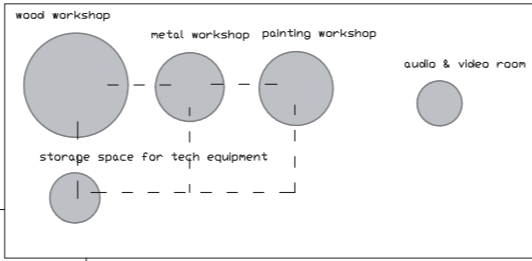 wood workshop
metal workshop
painting workshop
audio & video room
storage space for tech equipment